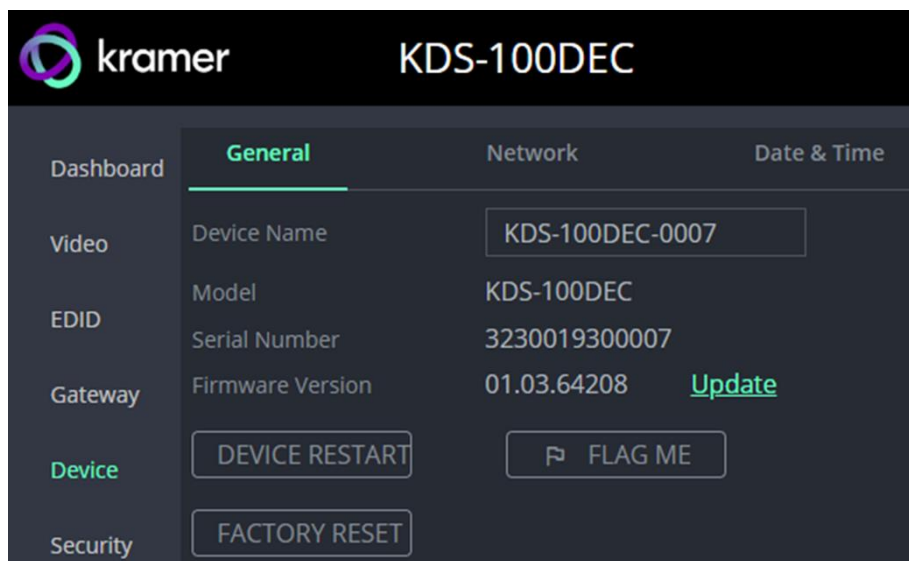 kramer
KDS-100DEC
Dashboard
Video
EDID
Gateway
Device
Security
General Network Date & Time
Device Name KDS-100DEC-0007
Model KDS-100DEC
Serial Number 3230019300007
Firmware Version 01.03.64208 Update
DEVICE RESTART FLAG ME
FACTORY RESET